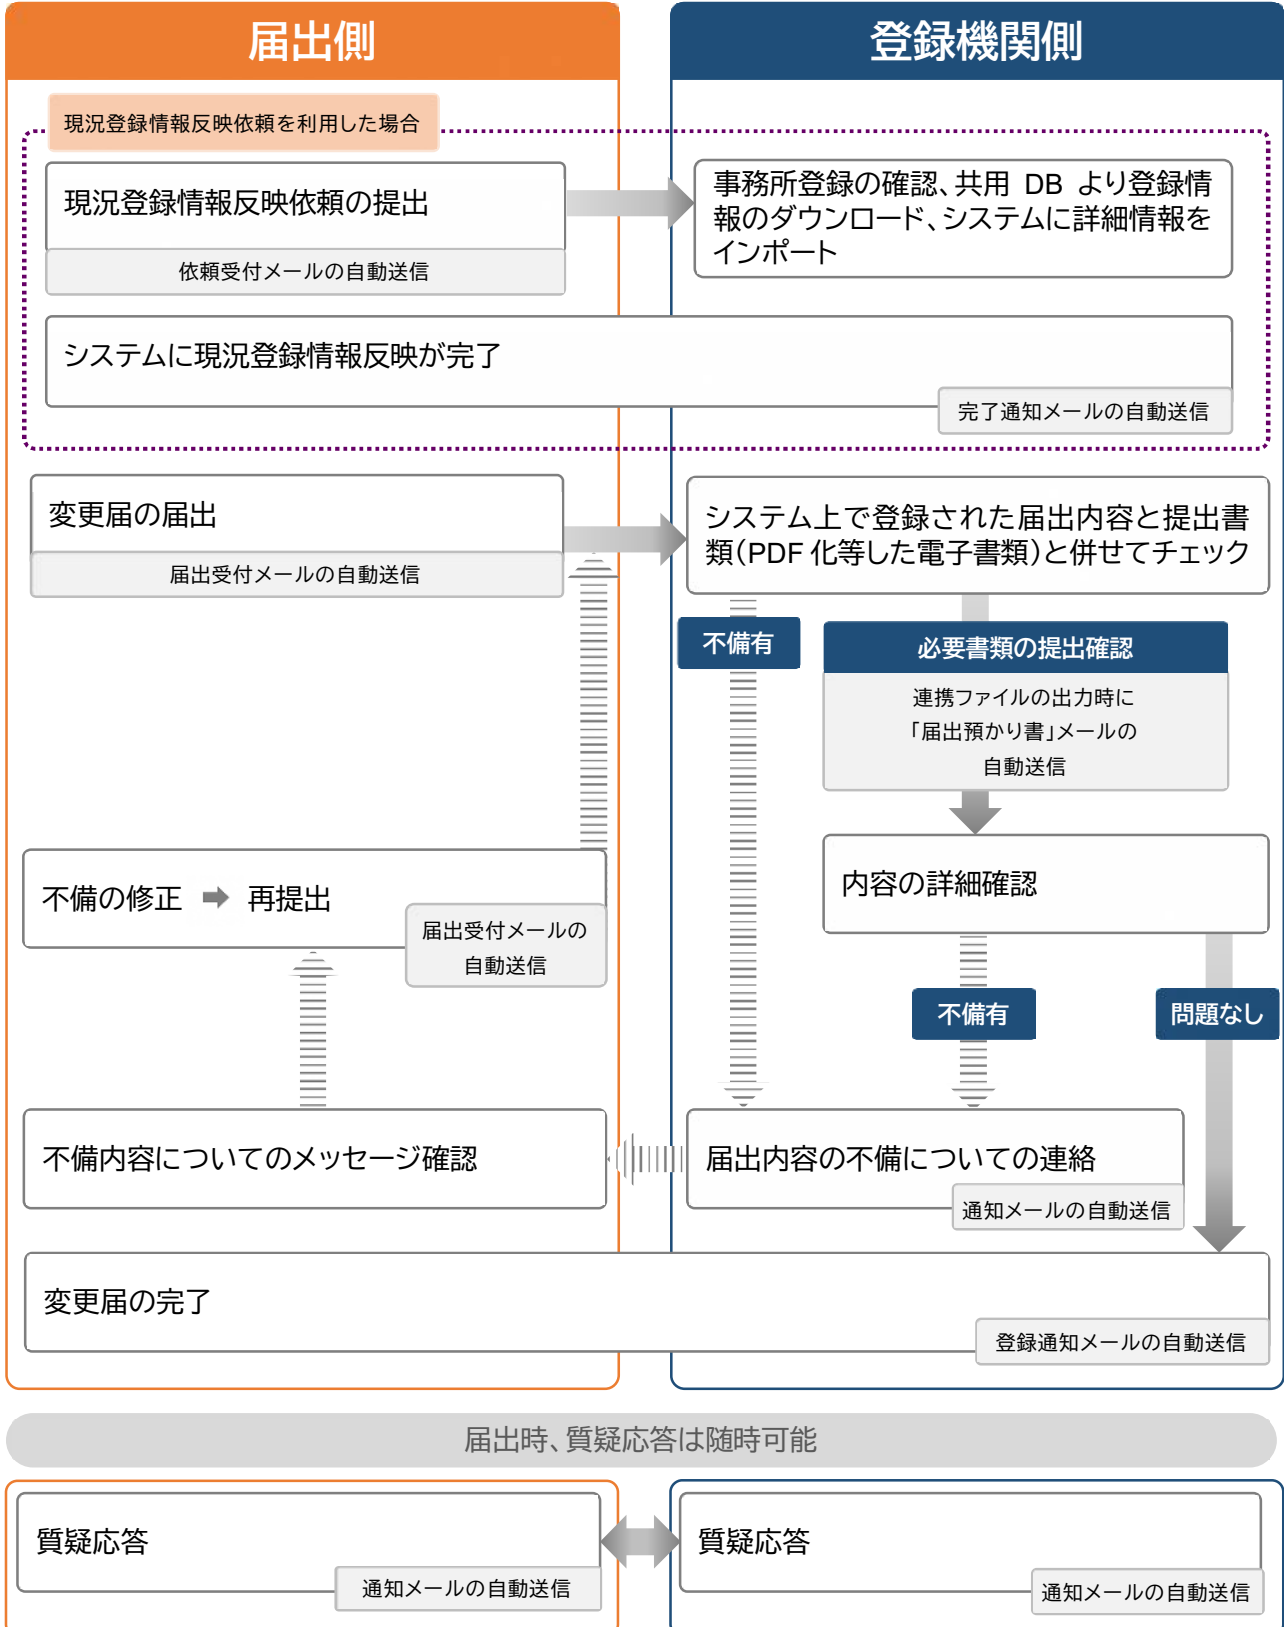 届出側
登録機関側
現況登録情報反映依頼を利用した場合
現況登録情報反映依頼の提出
依頼受付メールの自動送信
事務所登録の確認、共用 DB より登録情
報のダウンロード、システムに詳細情報を
インポート
システムに現況登録情報反映が完了
完了通知メールの自動送信
変更届の届出
届出受付メールの自動送信
システム上で登録された届出内容と提出書
類(PDF 化等した電子書類)と併せてチェック
不備有
必要書類の提出確認
連携ファイルの出力時に
「届出預かり書」メールの
自動送信
内容の詳細確認
不備の修正 ➡ 再提出
届出受付メールの
自動送信
不備有
問題なし
不備内容についてのメッセージ確認
届出内容の不備についての連絡
通知メールの自動送信
変更届の完了
登録通知メールの自動送信
届出時、質疑応答は随時可能
質疑応答
通知メールの自動送信
質疑応答
通知メールの自動送信